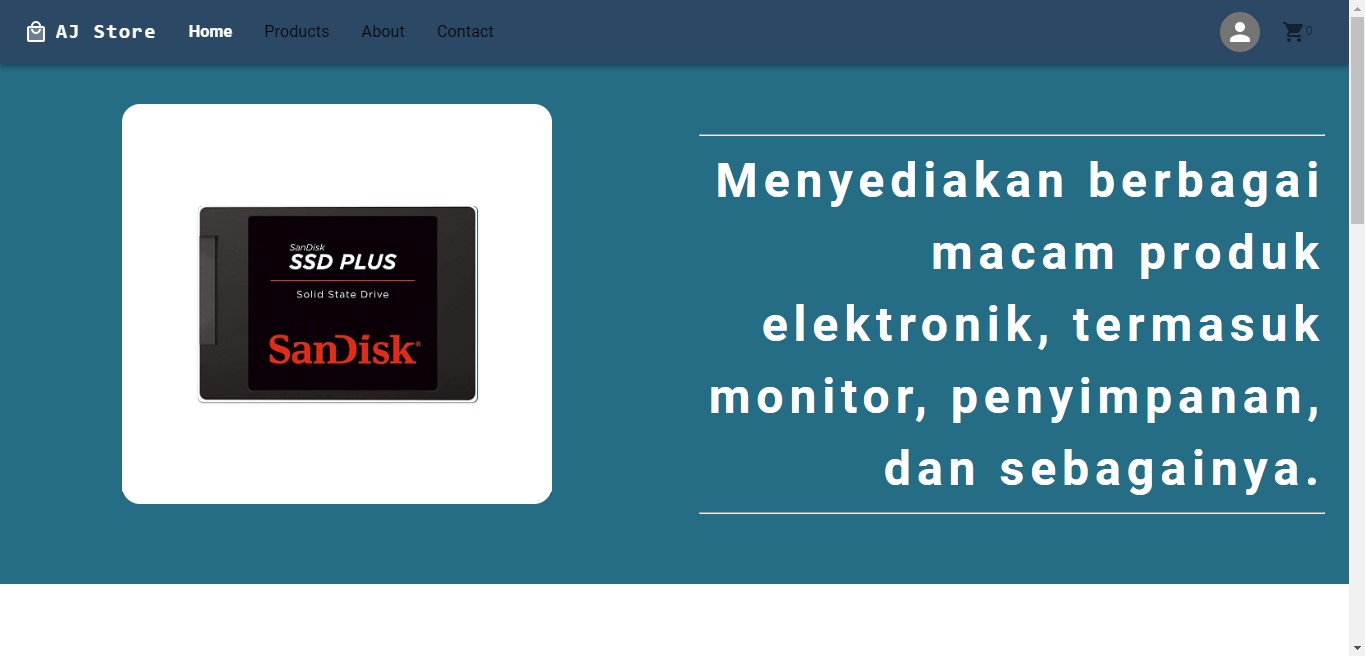 AJ Store
Home
Products
About
Contact
0
SanDisk
SSD PLUS
Solid State Drive
SanDisk®
Menyediakan berbagai
macam produk
elektronik, termasuk
monitor, penyimpanan,
dan sebagainya.